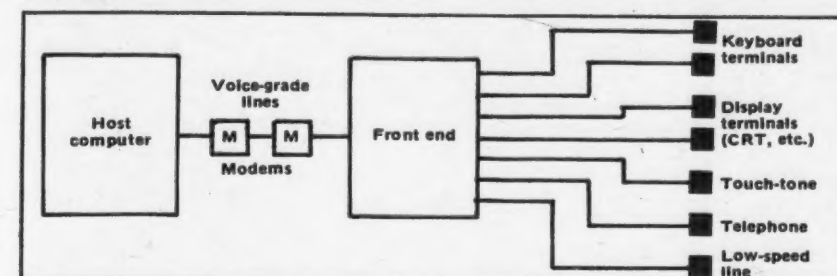 Host
computer
Voice-grade
lines
M
M
Modems
Front end
Keyboard
terminals
Display
terminals
(CRT, etc.)
Touch-tone
Telephone
Low-speed
line